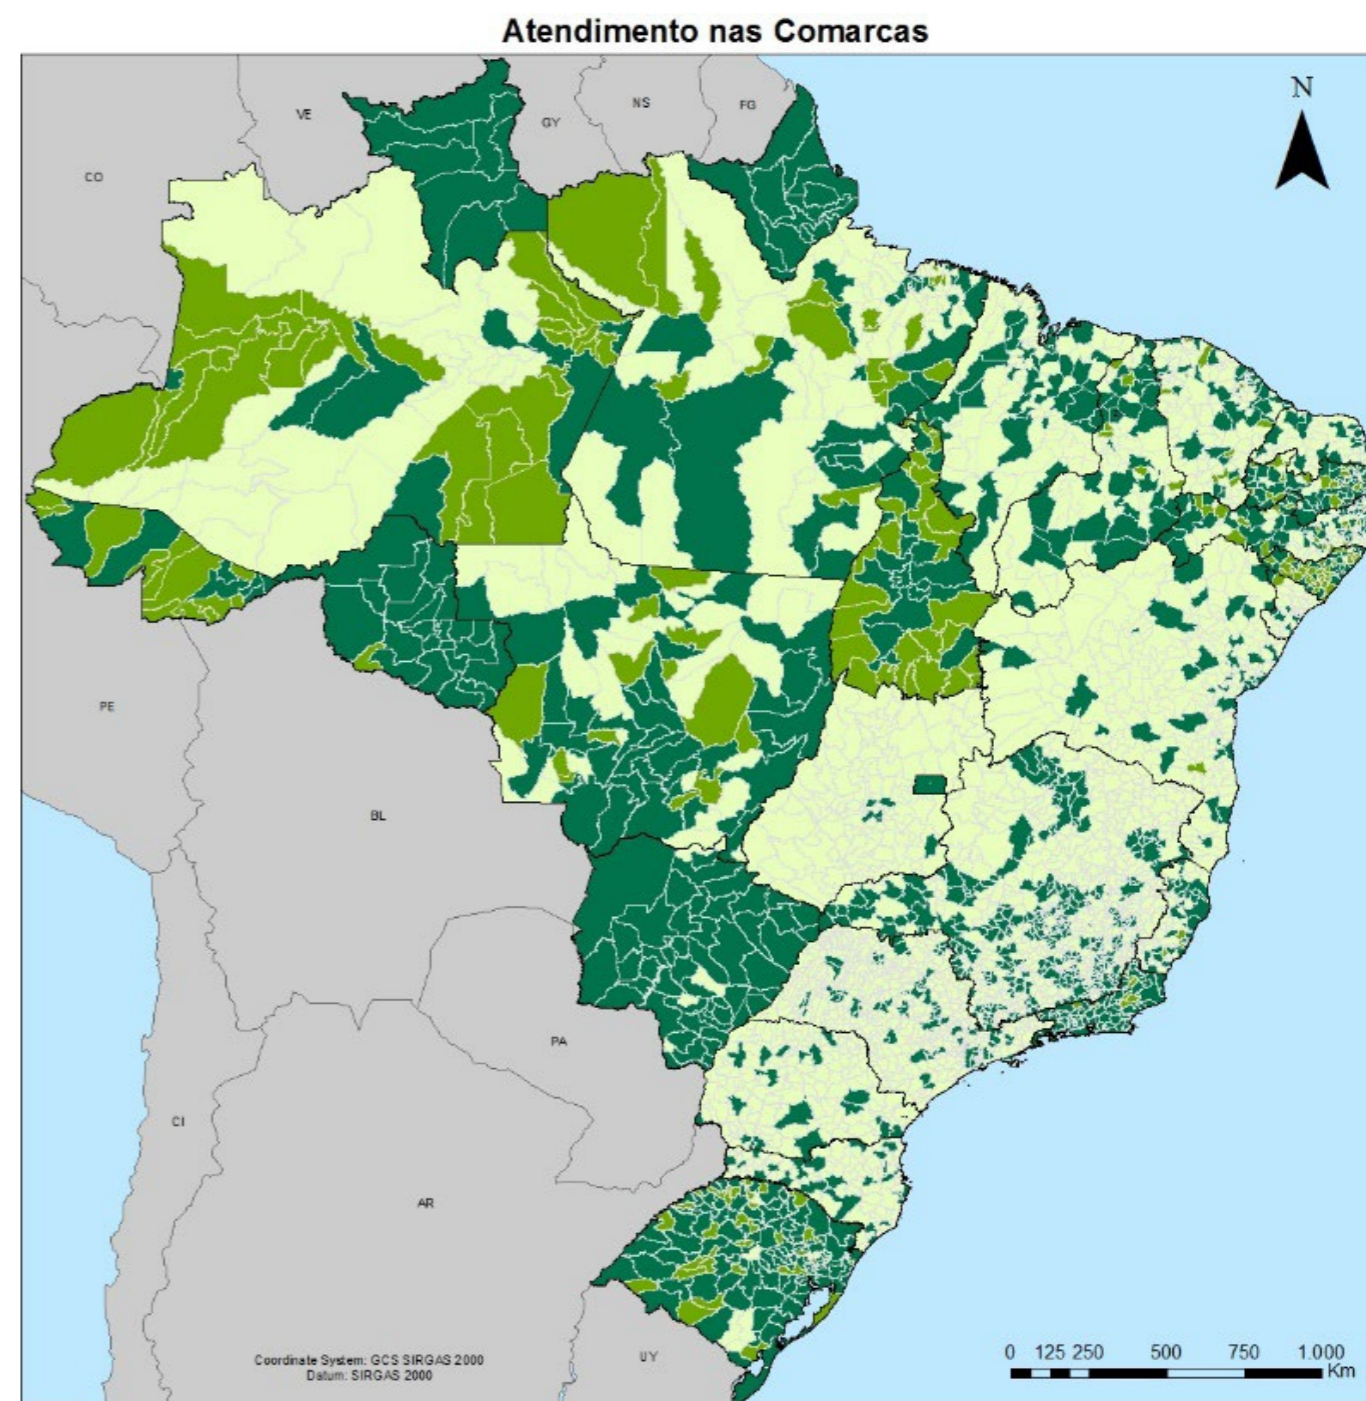 Atendimento nas Comarcas
N
VE
GY
NS
FG
CO
PE
BL
PA
CI
AR
UY
Coordinate System: GCS SIRGAS 2000
Datum: SIRGAS 2000
0 125 250 500 750 1.000
Km